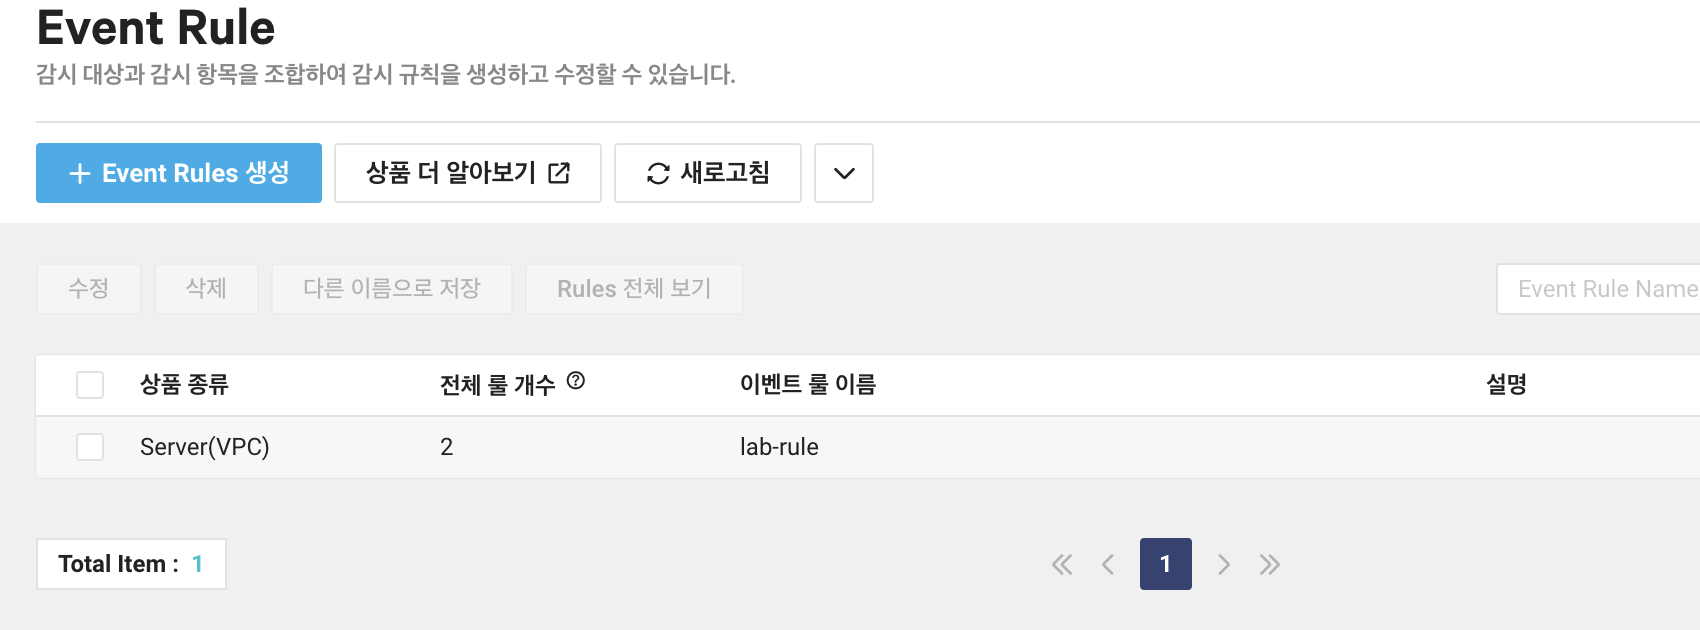 Event Rule
감시 대상과 감시 항목을 조합하여 감시 규칙을 생성하고 수정할 수 있습니다.
+ Event Rules 생성 상품 더 알아보기 새로고침
수정 삭제 다른 이름으로 저장 Rules 전체 보기 Event Rule Name
상품 종류 전체 룰 개수 ? 이벤트 룰 이름 설명
Server(VPC) 2 lab-rule
Total Item : 1 1